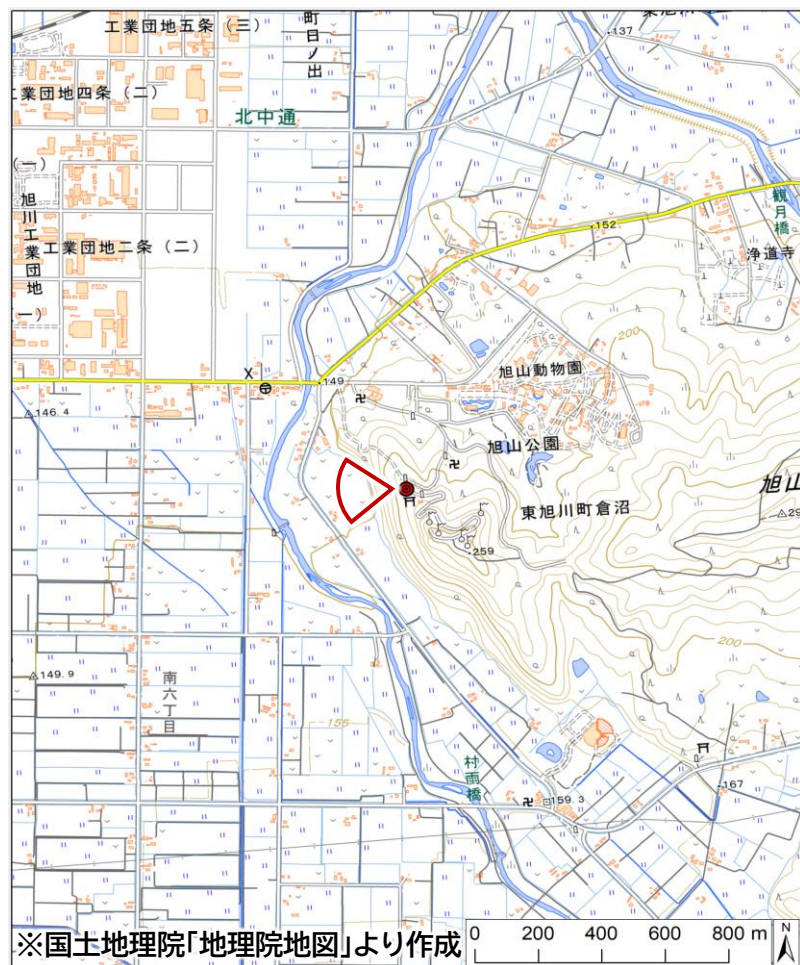 工業団地五条（三）
町日ノ出
137
業団地四条（二）
北中通
（一）
旭川工業団地
（一）
工業団地二条（二）
152
観月橋
浄道寺
200
旭山動物園
X
149
146.4
旭山公園
旭山
東旭川町倉沼
259
200
149.9
南六丁目
155
村雨橋
167
159.3
※国土地理院「地理院地図」より作成
0 200 400 600 800 m
N